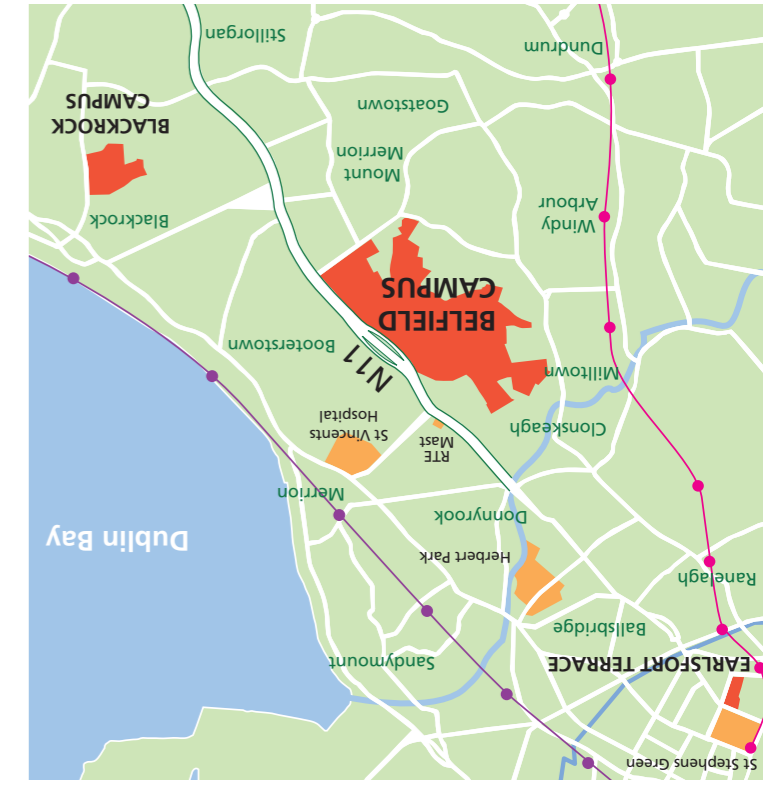 St Stephens Green
EARLSFORT TERRACE
Sandymount
Ballsbridge
Ranelagh
Herbert Park
Donnyrook
Dublin Bay
Merrion
RTE
Mast
St Vincents
Hospital
Clonskeagh
Milltown
N11
Booterstown
BELFIELD
CAMPUS
Windy
Arbour
Blackrock
Mount
Merrion
BLACKROCK
CAMPUS
Goatstown
Dundrum
Stillorgan